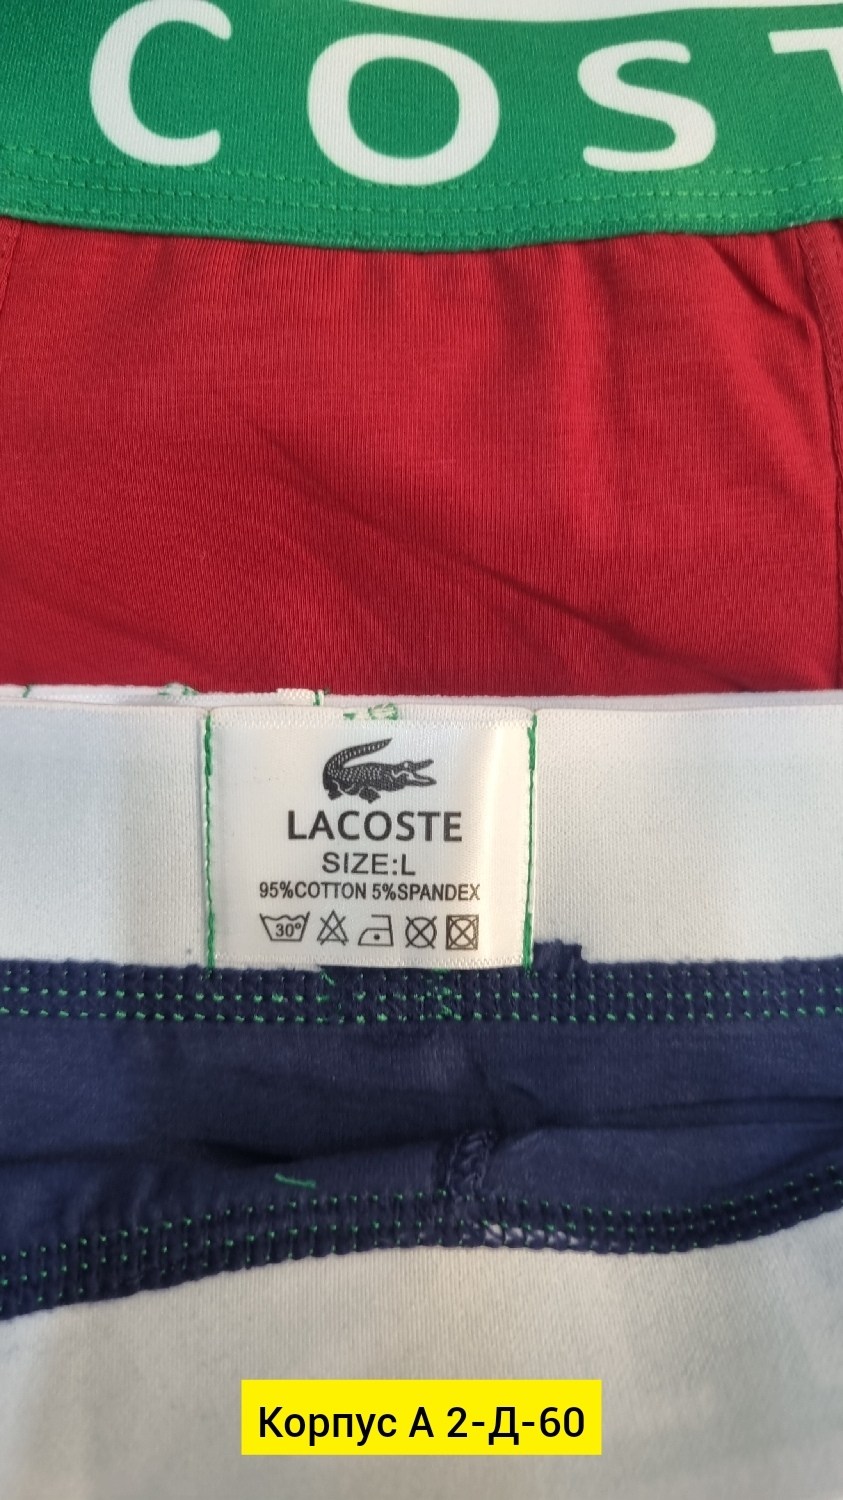 COST
LACOSTE
SIZE:L
95%COTTON 5%SPANDEX
30°
Корпус А 2-Д-60